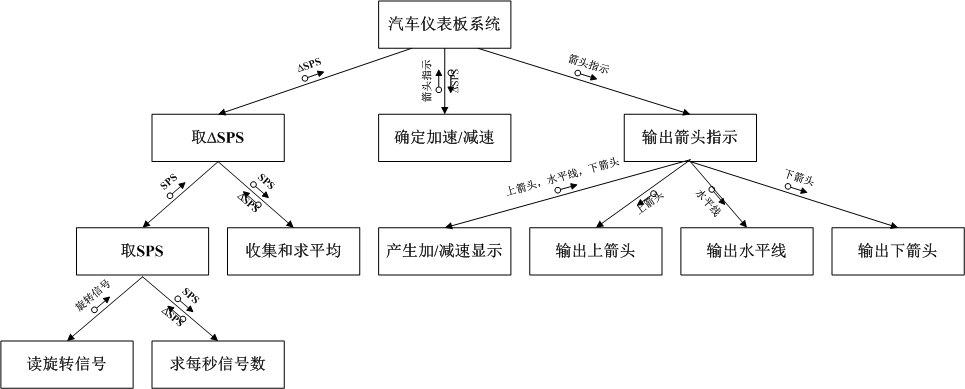 汽车仪表板系统
ΔSPS
箭头指示
ΔSPS
箭头指示
取ΔSPS
确定加速/减速
输出箭头指示
SPS
SPS
ΔSPS
上箭头，水平线，下箭头
上箭头
水平线
下箭头
取SPS
收集和求平均
产生加/减速显示
输出上箭头
输出水平线
输出下箭头
旋转信号
SPS
ΔSPS
读旋转信号
求每秒信号数